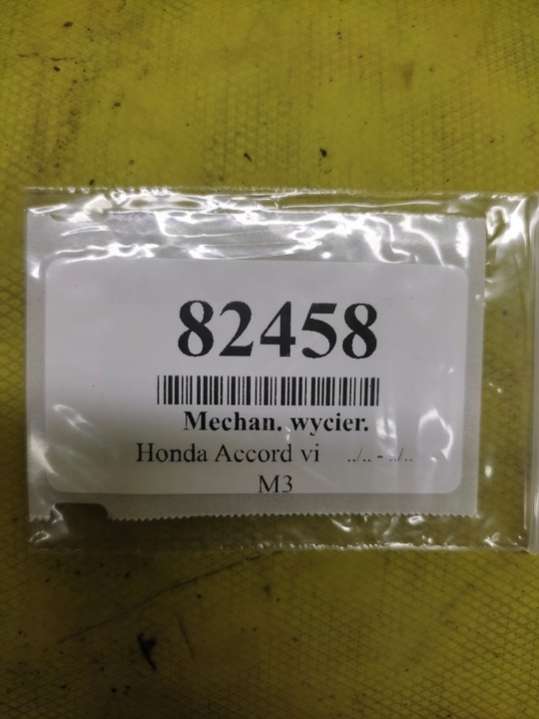 82458
Mechan. wycier.
Honda Accord vi ../.. - ../..
M3